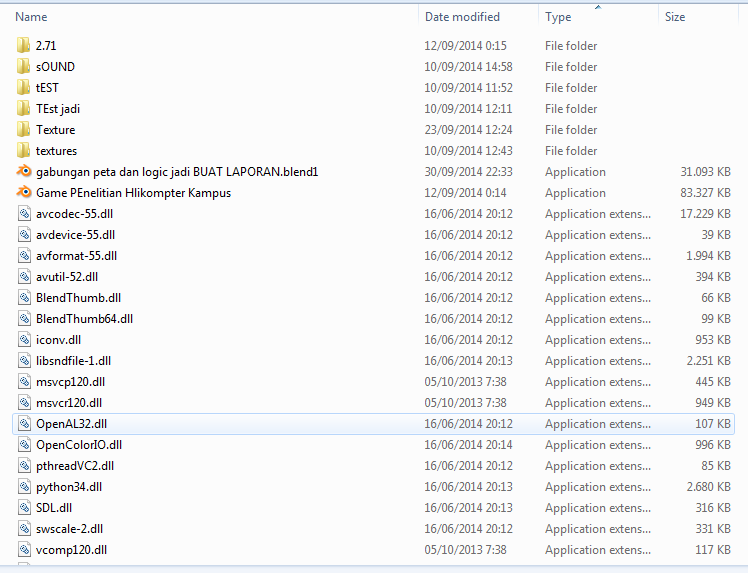 Name Date modified Type Size
2.71 12/09/2014 0:15 File folder
sOUND 10/09/2014 14:58 File folder
tEST 10/09/2014 11:52 File folder
TEst jadi 10/09/2014 12:11 File folder
Texture 23/09/2014 12:24 File folder
textures 10/09/2014 12:43 File folder
gabungan peta dan logic jadi BUAT LAPORAN.blend1 30/09/2014 22:33 Application 31.093 KB
Game PEnelitian Hlikompter Kampus 12/09/2014 0:14 Application 83.327 KB
avcodec-55.dll 16/06/2014 20:12 Application extens... 17.229 KB
avdevice-55.dll 16/06/2014 20:12 Application extens... 39 KB
avformat-55.dll 16/06/2014 20:12 Application extens... 1.994 KB
avutil-52.dll 16/06/2014 20:12 Application extens... 394 KB
BlendThumb.dll 16/06/2014 20:12 Application extens... 66 KB
BlendThumb64.dll 16/06/2014 20:12 Application extens... 99 KB
iconv.dll 16/06/2014 20:12 Application extens... 953 KB
libsndfile-1.dll 16/06/2014 20:13 Application extens... 2.251 KB
msvcp120.dll 05/10/2013 7:38 Application extens... 445 KB
msvcr120.dll 05/10/2013 7:38 Application extens... 949 KB
OpenAL32.dll 16/06/2014 20:12 Application extens... 107 KB
OpenColorIO.dll 16/06/2014 20:14 Application extens... 996 KB
pthreadVC2.dll 16/06/2014 20:12 Application extens... 85 KB
python34.dll 16/06/2014 20:13 Application extens... 2.680 KB
SDL.dll 16/06/2014 20:13 Application extens... 316 KB
swscale-2.dll 16/06/2014 20:12 Application extens... 331 KB
vcomp120.dll 05/10/2013 7:38 Application extens... 117 KB